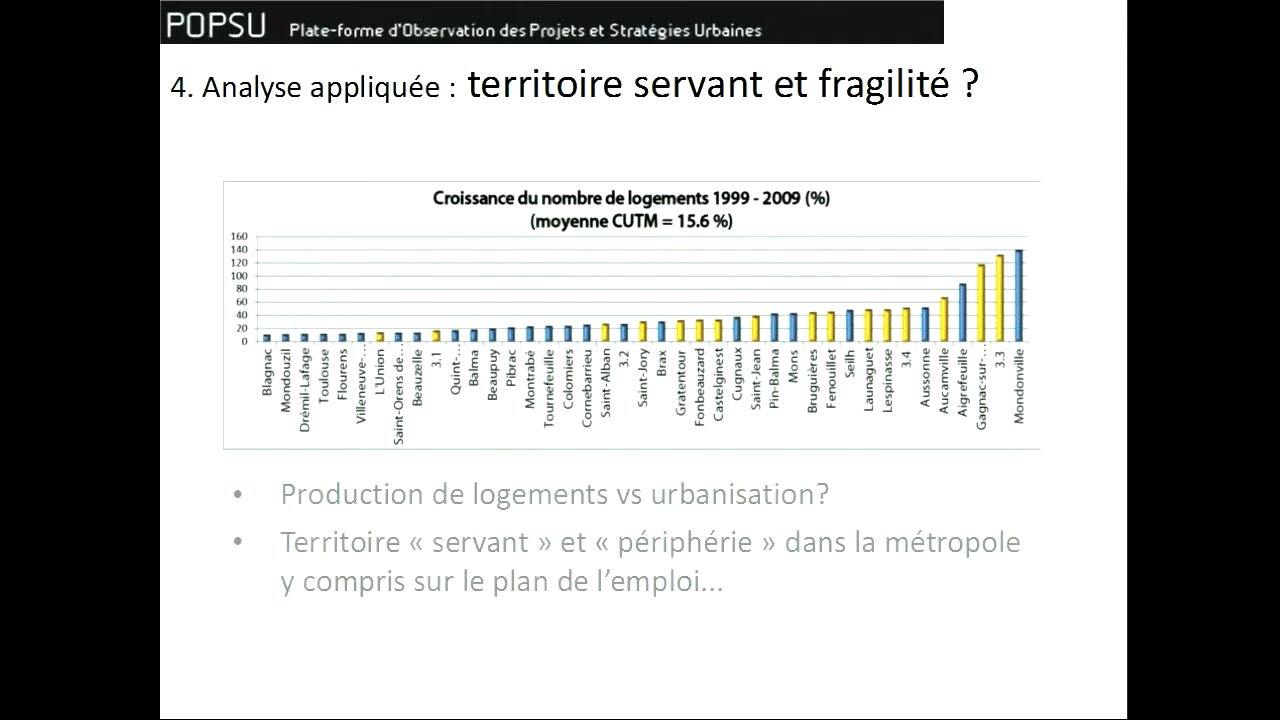 POPSU Plate-forme d'Observation des Projets et Stratégies Urbaines
4. Analyse appliquée : territoire servant et fragilité ?
Croissance du nombre de logements 1999 - 2009 (%)
(moyenne CUTM = 15.6 %)
160
140
120
100
80
60
40
20
0
Blagnac
Mondouzil
Drémil-Lafage
Toulouse
Flourens
Villeneuve-...
L'Union
Saint-Orens de...
Beauzelle
3.1
Quint-...
Balma
Beaupuy
Pibrac
Montrabé
Tournefeuille
Colomiers
Cornebarrieu
Saint-Alban
3.2
Saint-Jory
Brax
Gratentour
Fonbeauzard
Castelginest
Cugnaux
Saint-Jean
Pin-Balma
Mons
Bruguières
Fenouillet
Seilh
Launaguet
Lespinasse
3.4
Aussonne
Aucamville
Aigrefeuille
Gagnac-sur-...
3.3
Mondonville
• Production de logements vs urbanisation?
• Territoire « servant » et « périphérie » dans la métropole
y compris sur le plan de l'emploi...